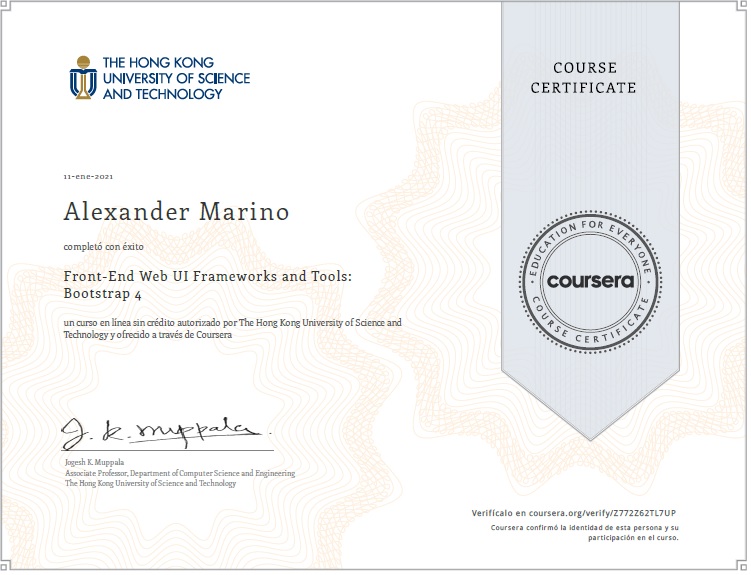 THE HONG KONG
UNIVERSITY OF SCIENCE
AND TECHNOLOGY
COURSE
CERTIFICATE
11-ene-2021
Alexander Marino
completó con éxito
Front-End Web UI Frameworks and Tools:
Bootstrap 4
un curso en línea sin crédito autorizado por The Hong Kong University of Science and
Technology y ofrecido a través de Coursera
EDUCATION FOR EVERYONE
coursera
COURSE CERTIFICATE
J. K. Muppala
Jogesh K. Muppala
Associate Professor, Department of Computer Science and Engineering
The Hong Kong University of Science and Technology
Verifícalo en coursera.org/verify/Z772Z62TL7UP
Coursera confirmó la identidad de esta persona y su
participación en el curso.